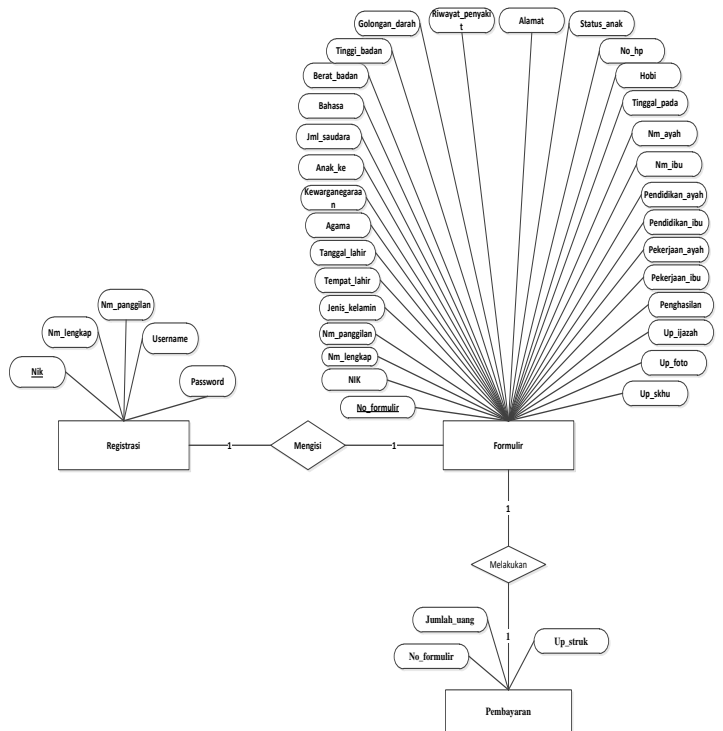 Golongan_darah
Riwayat_penyaki
t
Alamat
Status_anak
Tinggi_badan
No_hp
Berat_badan
Hobi
Bahasa
Tinggal_pada
Jml_saudara
Nm_ayah
Anak_ke
Nm_ibu
Kewarganegaraa
n
Pendidikan_ayah
Agama
Pendidikan_ibu
Tanggal_lahir
Pekerjaan_ayah
Tempat_lahir
Pekerjaan_ibu
Jenis_kelamin
Penghasilan
Nm_panggilan
Up_ijazah
Nm_lengkap
Up_foto
NIK
Up_skhu
No_formulir
Nm_panggilan
Nm_lengkap
Username
Nik
Password
Registrasi
1
Mengisi
1
Formulir
1
Melakukan
1
Jumlah_uang
Up_struk
No_formulir
Pembayaran